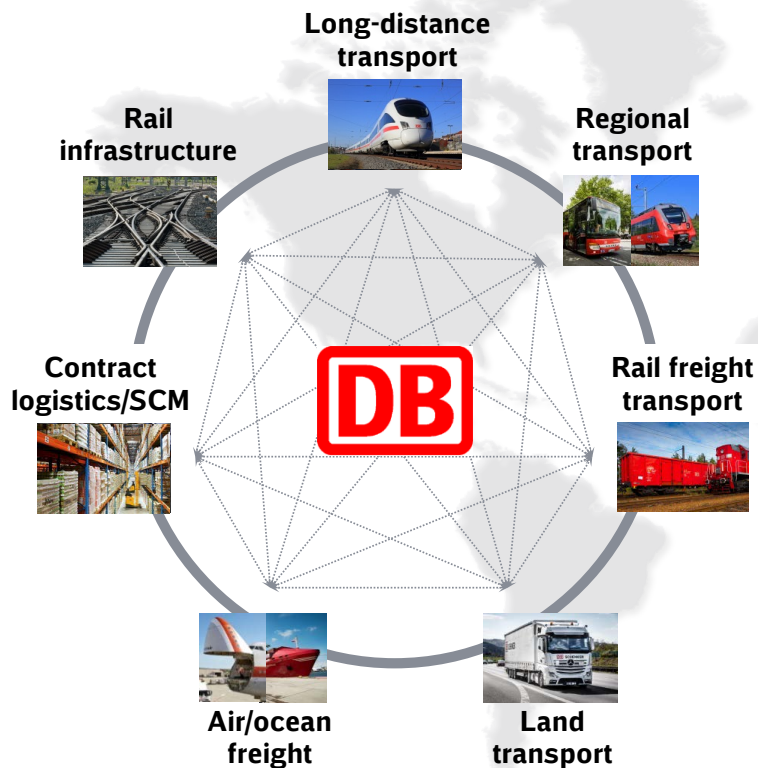 Long-distance
transport
Rail
infrastructure
Regional
transport
Contract
logistics/SCM
DB
Rail freight
transport
Air/ocean
freight
Land
transport